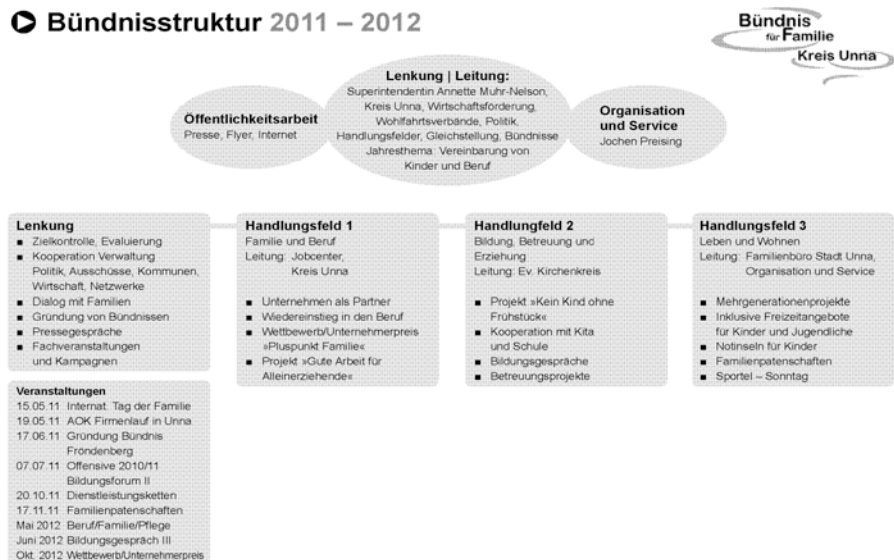 Bündnisstruktur 2011 – 2012
Bündnis
für Familie
Kreis Unna
Lenkung | Leitung:
Superintendentin Annette Muhr-Nelson,
Kreis Unna, Wirtschaftsförderung,
Wohlfahrtsverbände, Politik,
Handlungsfelder, Gleichstellung, Bündnisse
Jahresthema: Vereinbarung von
Kinder und Beruf
Öffentlichkeitsarbeit
Presse, Flyer, Internet
Organisation
und Service
Jochen Preising
Lenkung
■ Zielkontrolle, Evaluierung
■ Kooperation Verwaltung
Politik, Ausschüsse, Kommunen,
Wirtschaft, Netzwerke
■ Dialog mit Familien
■ Gründung von Bündnissen
■ Pressegespräche
■ Fachveranstaltungen
und Kampagnen
Handlungsfeld 1
Familie und Beruf
Leitung: Jobcenter,
Kreis Unna
■ Unternehmen als Partner
■ Wiedereinstieg in den Beruf
■ Wettbewerb/Unternehmerpreis
»Pluspunkt Familie«
■ Projekt »Gute Arbeit für
Alleinerziehende«
Handlungfeld 2
Bildung, Betreuung und
Erziehung
Leitung: Ev. Kirchenkreis
■ Projekt »Kein Kind ohne
Frühstück«
■ Kooperation mit Kita
und Schule
■ Bildungsgespräche
■ Betreuungsprojekte
Handlungsfeld 3
Leben und Wohnen
Leitung: Familienbüro Stadt Unna,
Organisation und Service
■ Mehrgenerationenprojekte
■ Inklusive Freizeitangebote
für Kinder und Jugendliche
■ Notinseln für Kinder
■ Familienpatenschaften
■ Sportel – Sonntag
Veranstaltungen
15.05.11 Internat. Tag der Familie
19.05.11 AOK Firmenlauf in Unna
17.06.11 Gründung Bündnis
Fröndenberg
07.07.11 Offensive 2010/11
Bildungsforum II
20.10.11 Dienstleistungsketten
17.11.11 Familienpatenschaften
Mai 2012 Beruf/Familie/Pflege
Juni 2012 Bildungsgespräch III
Okt. 2012 Wettbewerb/Unternehmerpreis